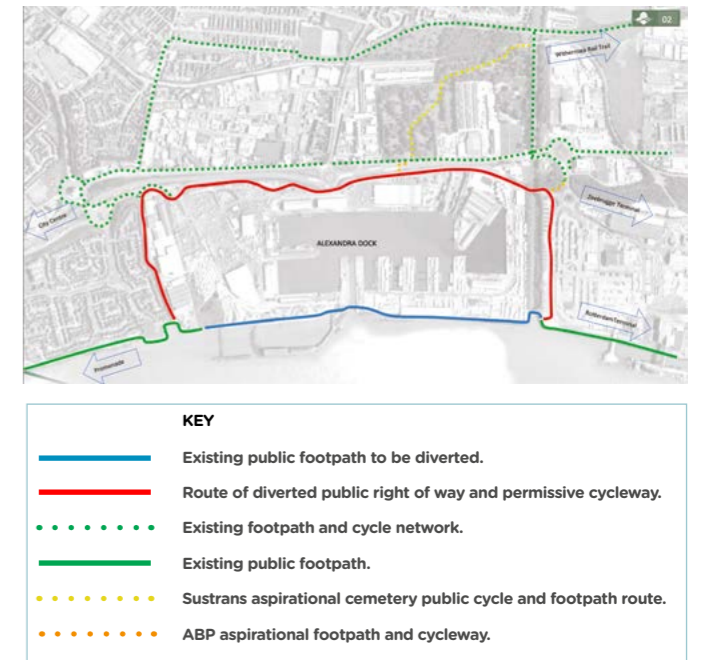 02
Withernsea Rail Trail
City Centre
Zeebrugge Terminal
ALEXANDRA DOCK
Rotterdam Terminal
Promenade
KEY
Existing public footpath to be diverted.
Route of diverted public right of way and permissive cycleway.
Existing footpath and cycle network.
Existing public footpath.
Sustrans aspirational cemetery public cycle and footpath route.
ABP aspirational footpath and cycleway.